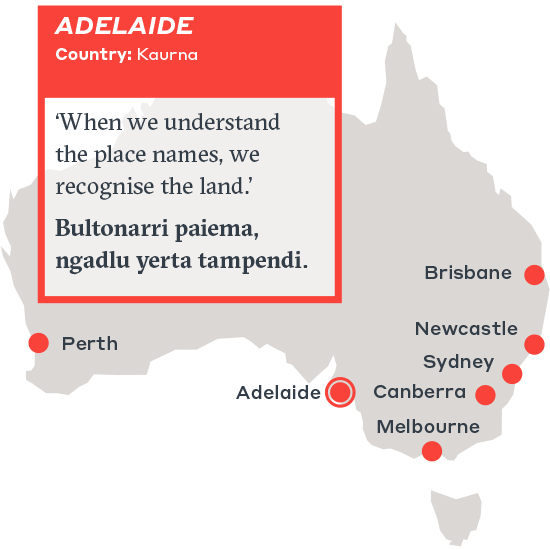 ADELAIDE
Country: Kaurna
‘When we understand
the place names, we
recognise the land.’
Bultonarri paiema,
ngadlu yerta tampendi.
Brisbane
Newcastle
Perth
Sydney
Adelaide
Canberra
Melbourne